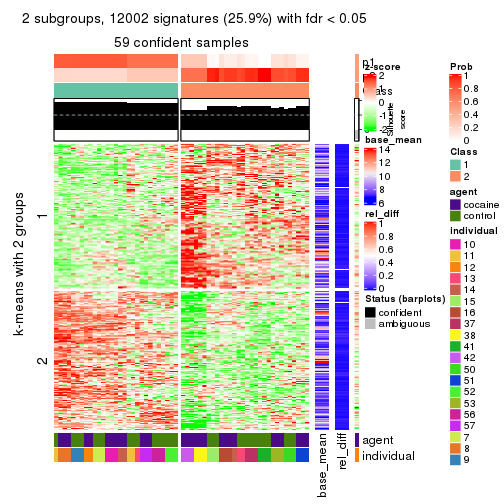 2 subgroups, 12002 signatures (25.9%) with fdr < 0.05
59 confident samples
k-means with 2 groups
1
2
p1
z-score
2
1
0
-1
-2
Silhouette
score
base_mean
14
12
10
8
6
rel_diff
1
0.8
0.6
0.4
0.2
0
Status (barplots)
confident
ambiguous
agent
individual
base_mean
rel_diff
Prob
1
0.8
0.6
0.4
0.2
0
Class
1
2
agent
cocaine
control
individual
10
11
12
13
14
15
16
37
38
41
42
50
51
52
53
56
57
7
8
9